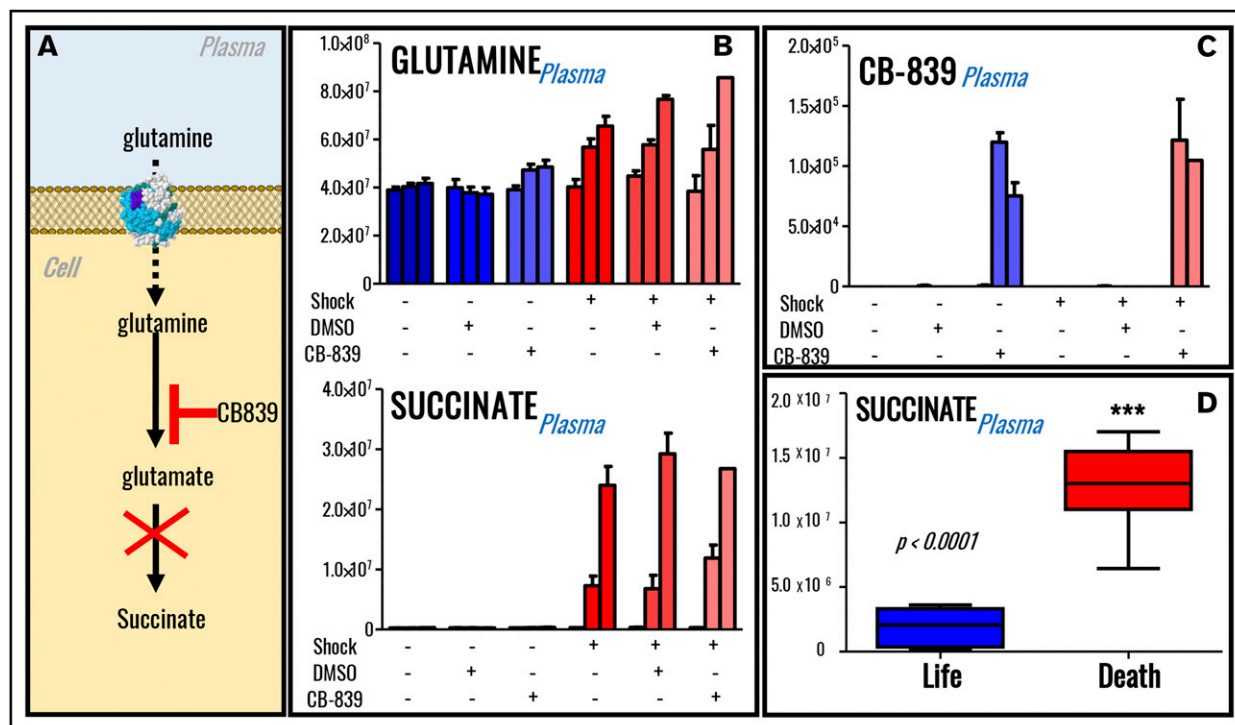 A
Plasma
glutamine
Cell
glutamine
CB839
glutamate
Succinate
B
GLUTAMINE Plasma
1.0x10⁸
8.0x10⁷
6.0x10⁷
4.0x10⁷
2.0x10⁷
0
Shock - - - + + +
DMSO - + - - + -
CB-839 - - + - - +
SUCCINATE Plasma
4.0x10⁷
3.0x10⁷
2.0x10⁷
1.0x10⁷
0
Shock - - - + + +
DMSO - + - - + -
CB-839 - - + - - +
C
CB-839 Plasma
2.0x10⁵
1.5x10⁵
1.0x10⁵
5.0x10⁴
0
Shock - - - + + +
DMSO - + - - + -
CB-839 - - + - - +
D
SUCCINATE Plasma
***
2.0 x 10⁷
1.5 x 10⁷
1.0 x 10⁷
5.0 x 10⁶
0
p < 0.0001
Life Death